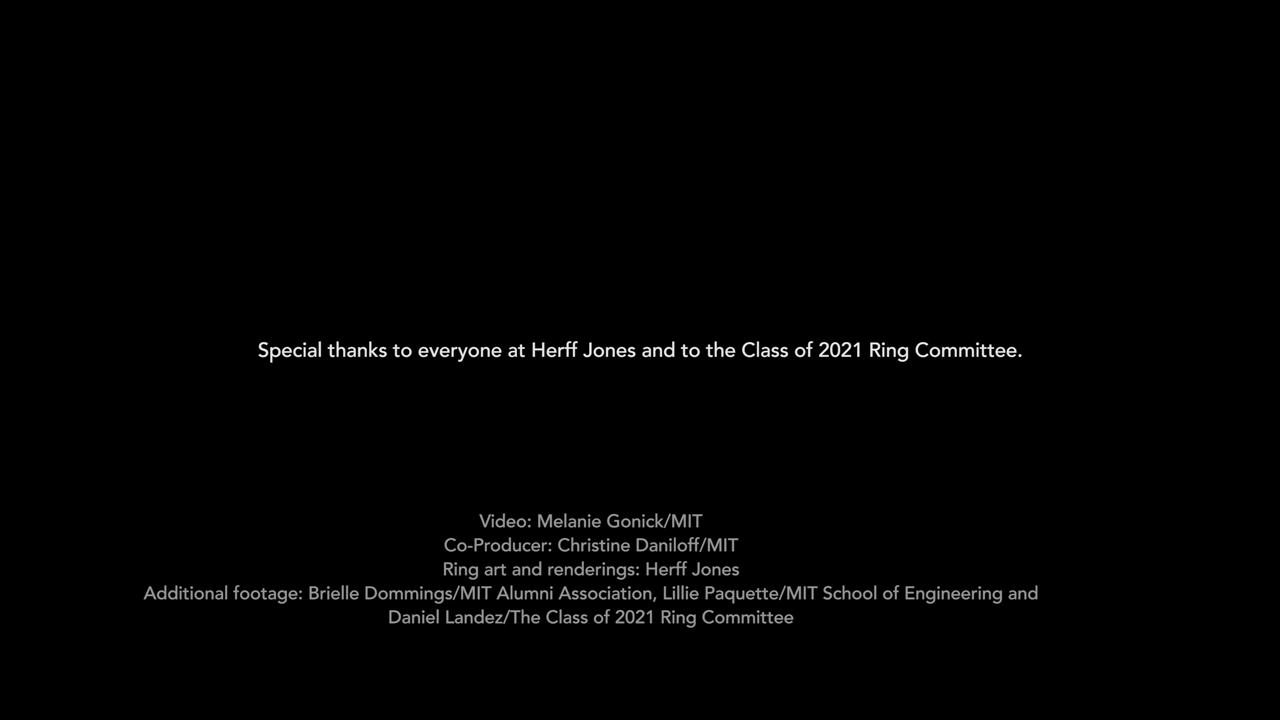 Special thanks to everyone at Herff Jones and to the Class of 2021 Ring Committee.
Video: Melanie Gonick/MIT
Co-Producer: Christine Daniloff/MIT
Ring art and renderings: Herff Jones
Additional footage: Brielle Dommings/MIT Alumni Association, Lillie Paquette/MIT School of Engineering and
Daniel Landez/The Class of 2021 Ring Committee